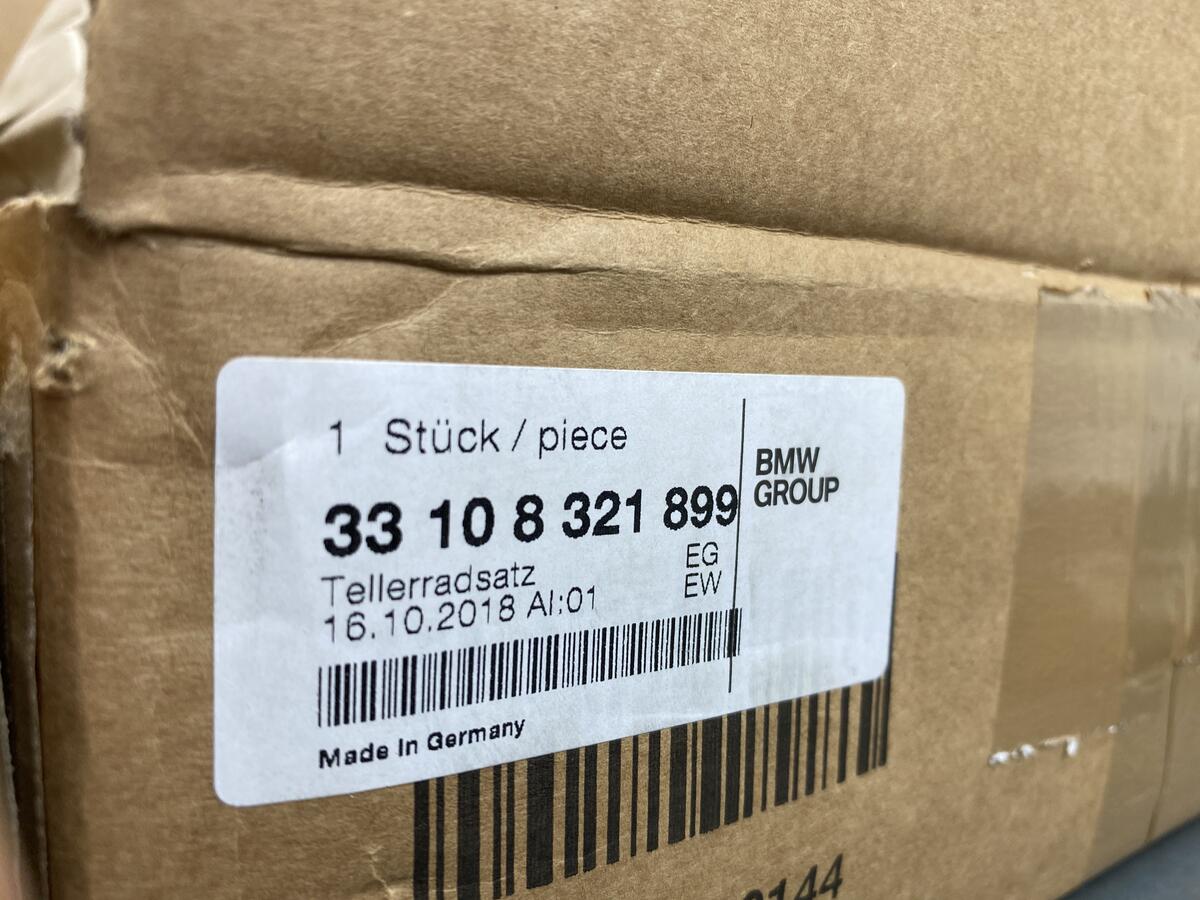 1 Stück / piece
33 10 8 321 899
Tellerradsatz
EG
16.10.2018 AI:01
EW
Made In Germany
BMW
GROUP
144